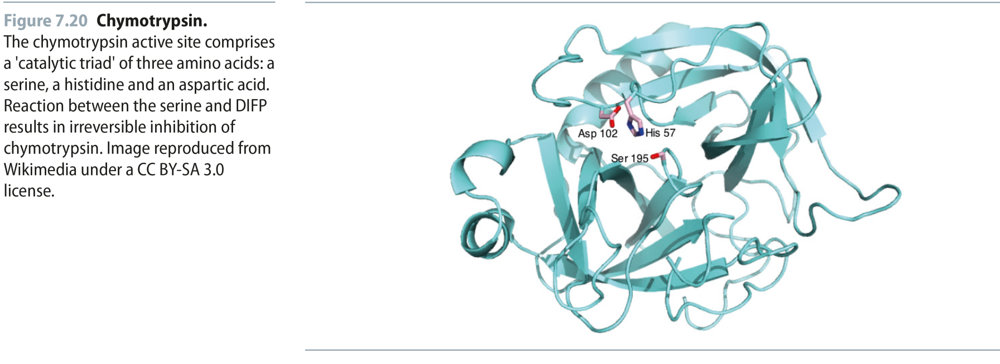 Figure 7.20 Chymotrypsin.
The chymotrypsin active site comprises
a 'catalytic triad' of three amino acids: a
serine, a histidine and an aspartic acid.
Reaction between the serine and DIFP
results in irreversible inhibition of
chymotrypsin. Image reproduced from
Wikimedia under a CC BY-SA 3.0
license.
Asp 102
His 57
Ser 195